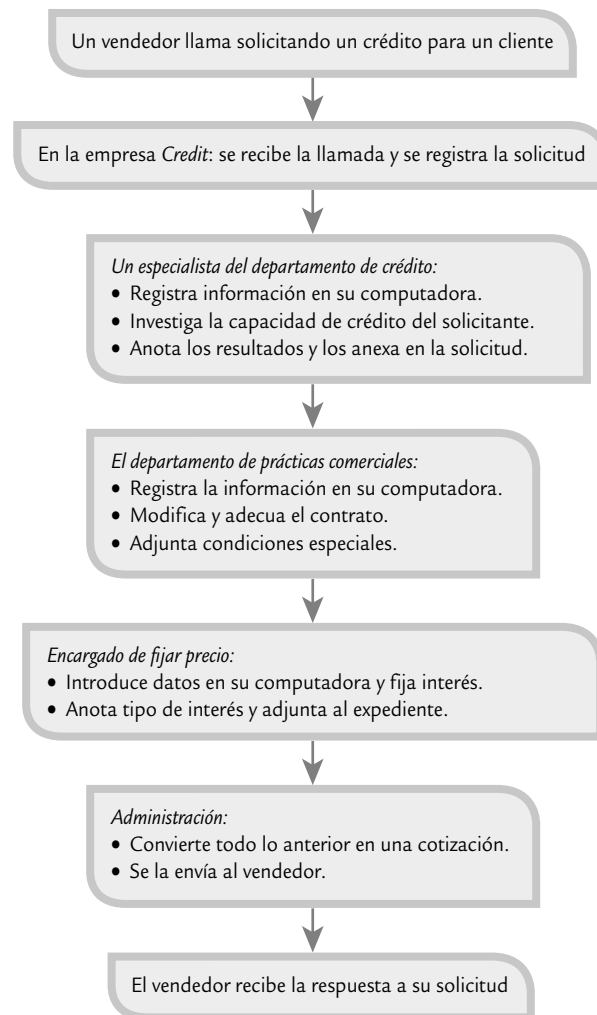 Un vendedor llama solicitando un crédito para un cliente
En la empresa Credit: se recibe la llamada y se registra la solicitud
Un especialista del departamento de crédito:
• Registra información en su computadora.
• Investiga la capacidad de crédito del solicitante.
• Anota los resultados y los anexa en la solicitud.
El departamento de prácticas comerciales:
• Registra la información en su computadora.
• Modifica y adecua el contrato.
• Adjunta condiciones especiales.
Encargado de fijar precio:
• Introduce datos en su computadora y fija interés.
• Anota tipo de interés y adjunta al expediente.
Administración:
• Convierte todo lo anterior en una cotización.
• Se la envía al vendedor.
El vendedor recibe la respuesta a su solicitud